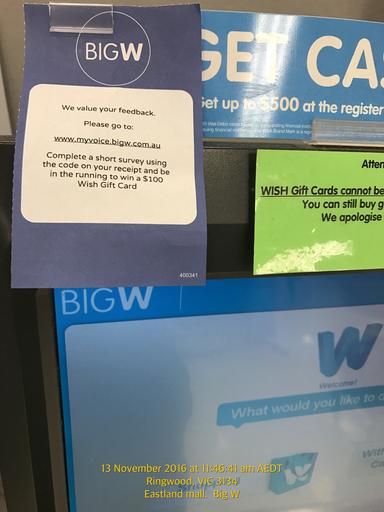 BIGW
We value your feedback.
Please go to:
www.myvoice.bigw.com.au
Complete a short survey using
the code on your receipt and be
in the running to win a $100
Wish Gift Card
400341
GET CA
Get up to $500 at the register
Atten
WISH Gift Cards cannot be
You can still buy g
We apologise
BIGW
W
Welcome!
What would you like to d
With
Ca
13 November 2016 at 11:46:41 am AEDT
Ringwood, VIC 3134
Eastland mall. Big W